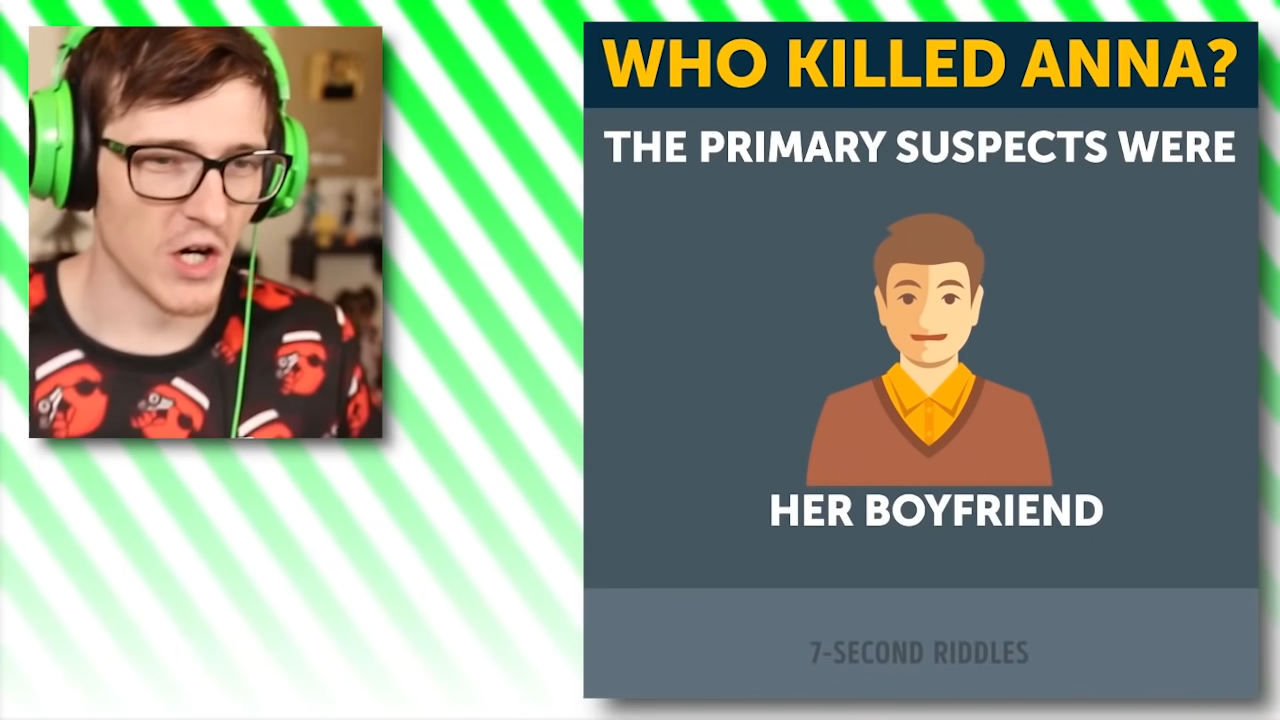 WHO KILLED ANNA?
THE PRIMARY SUSPECTS WERE
HER BOYFRIEND
7-SECOND RIDDLES